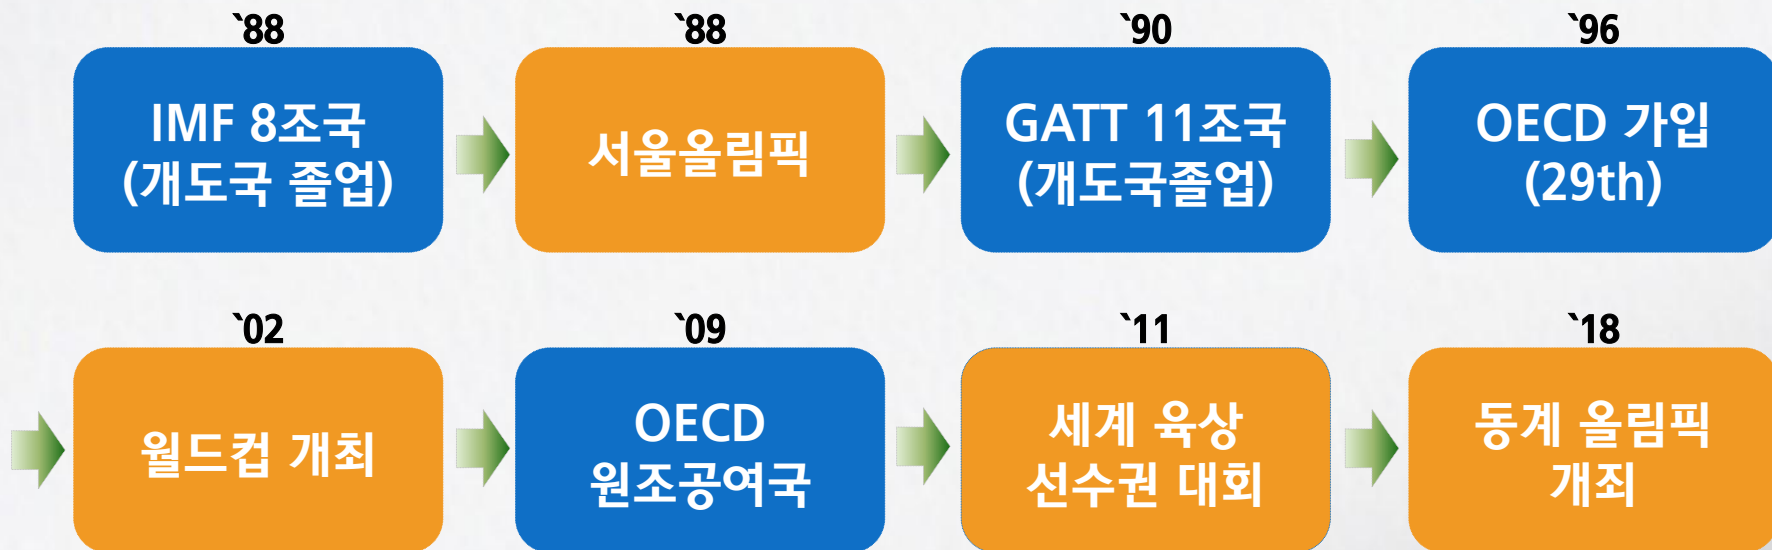 `88
IMF 8조국
(개도국 졸업)
`88
서울올림픽
`90
GATT 11조국
(개도국졸업)
`96
OECD 가입
(29th)
`02
월드컵 개최
`09
OECD
원조공여국
`11
세계 육상
선수권 대회
`18
동계 올림픽
개죄